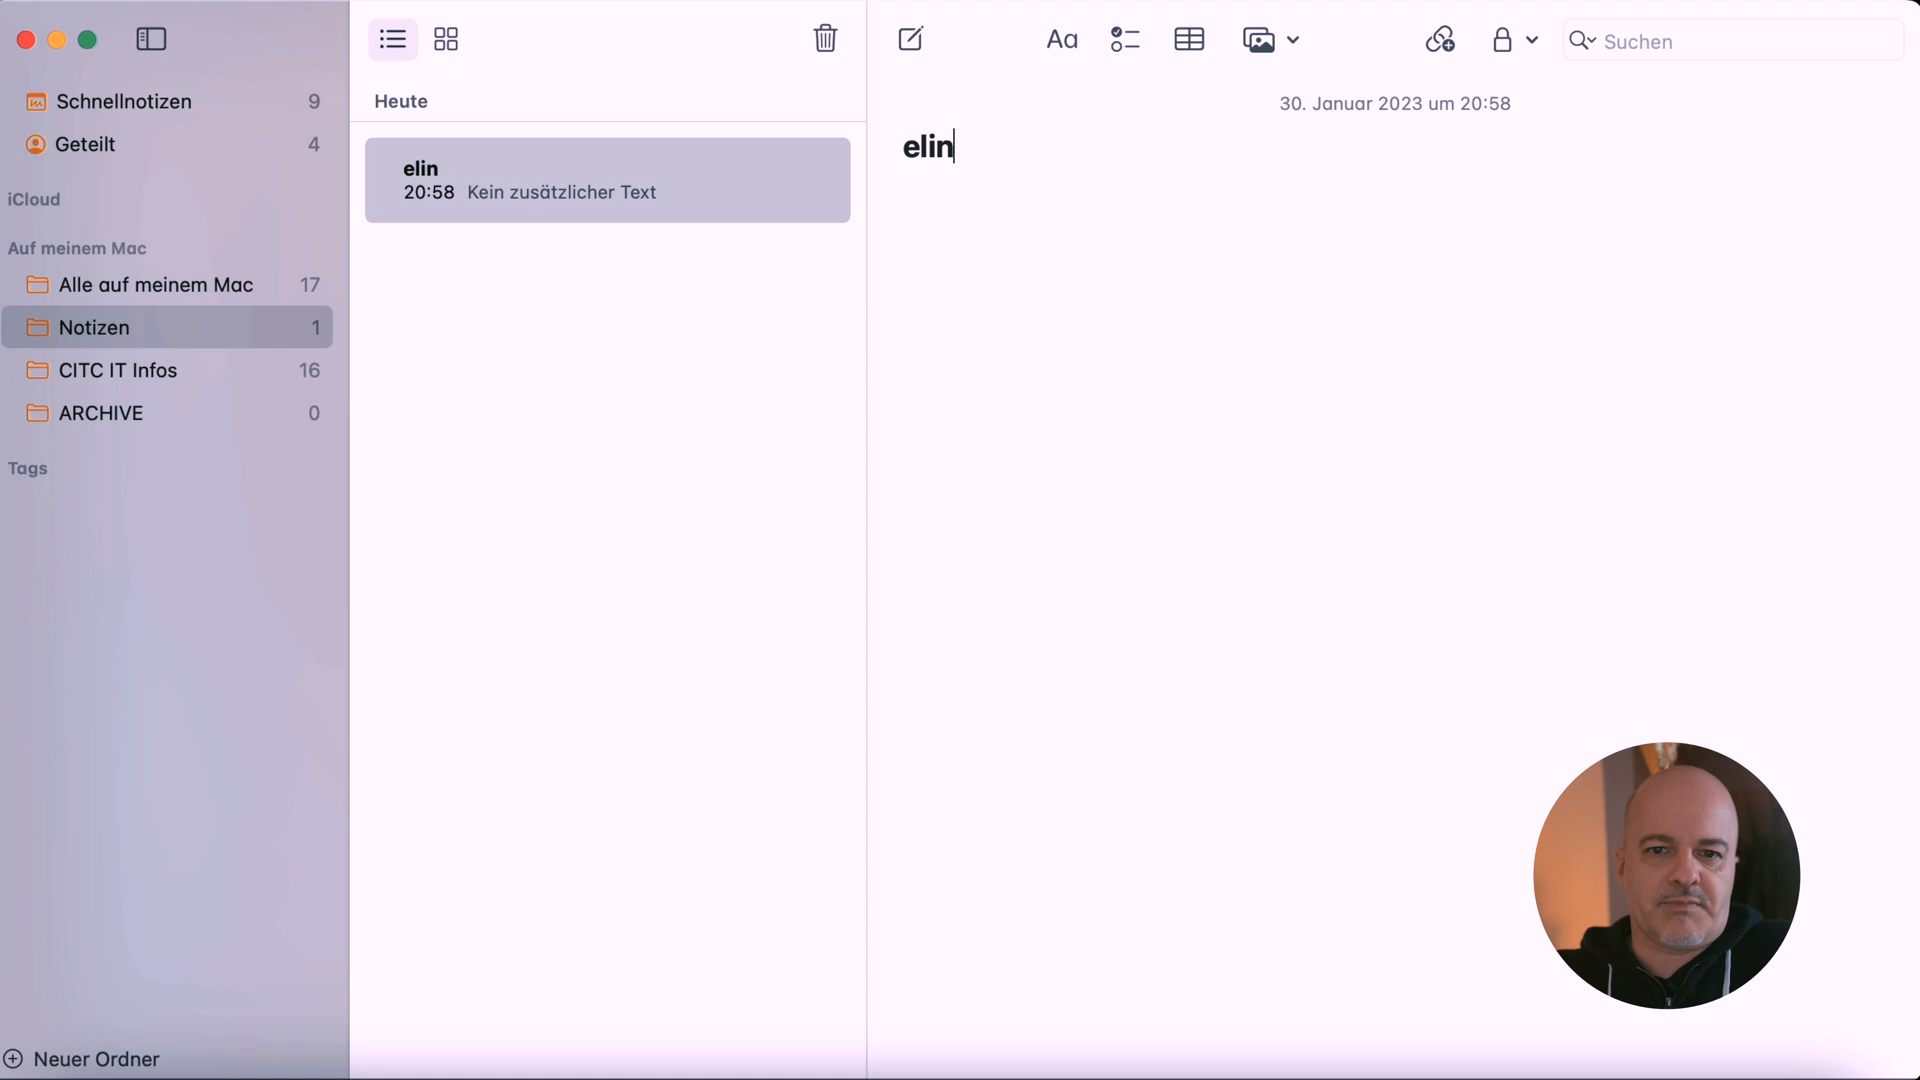 Schnellnotizen 9
Geteilt 4
iCloud
Auf meinem Mac
Alle auf meinem Mac 17
Notizen 1
CITC IT Infos 16
ARCHIVE 0
Tags
Neuer Ordner
Heute
elin
20:58 Kein zusätzlicher Text
Aa
Suchen
30. Januar 2023 um 20:58
elin